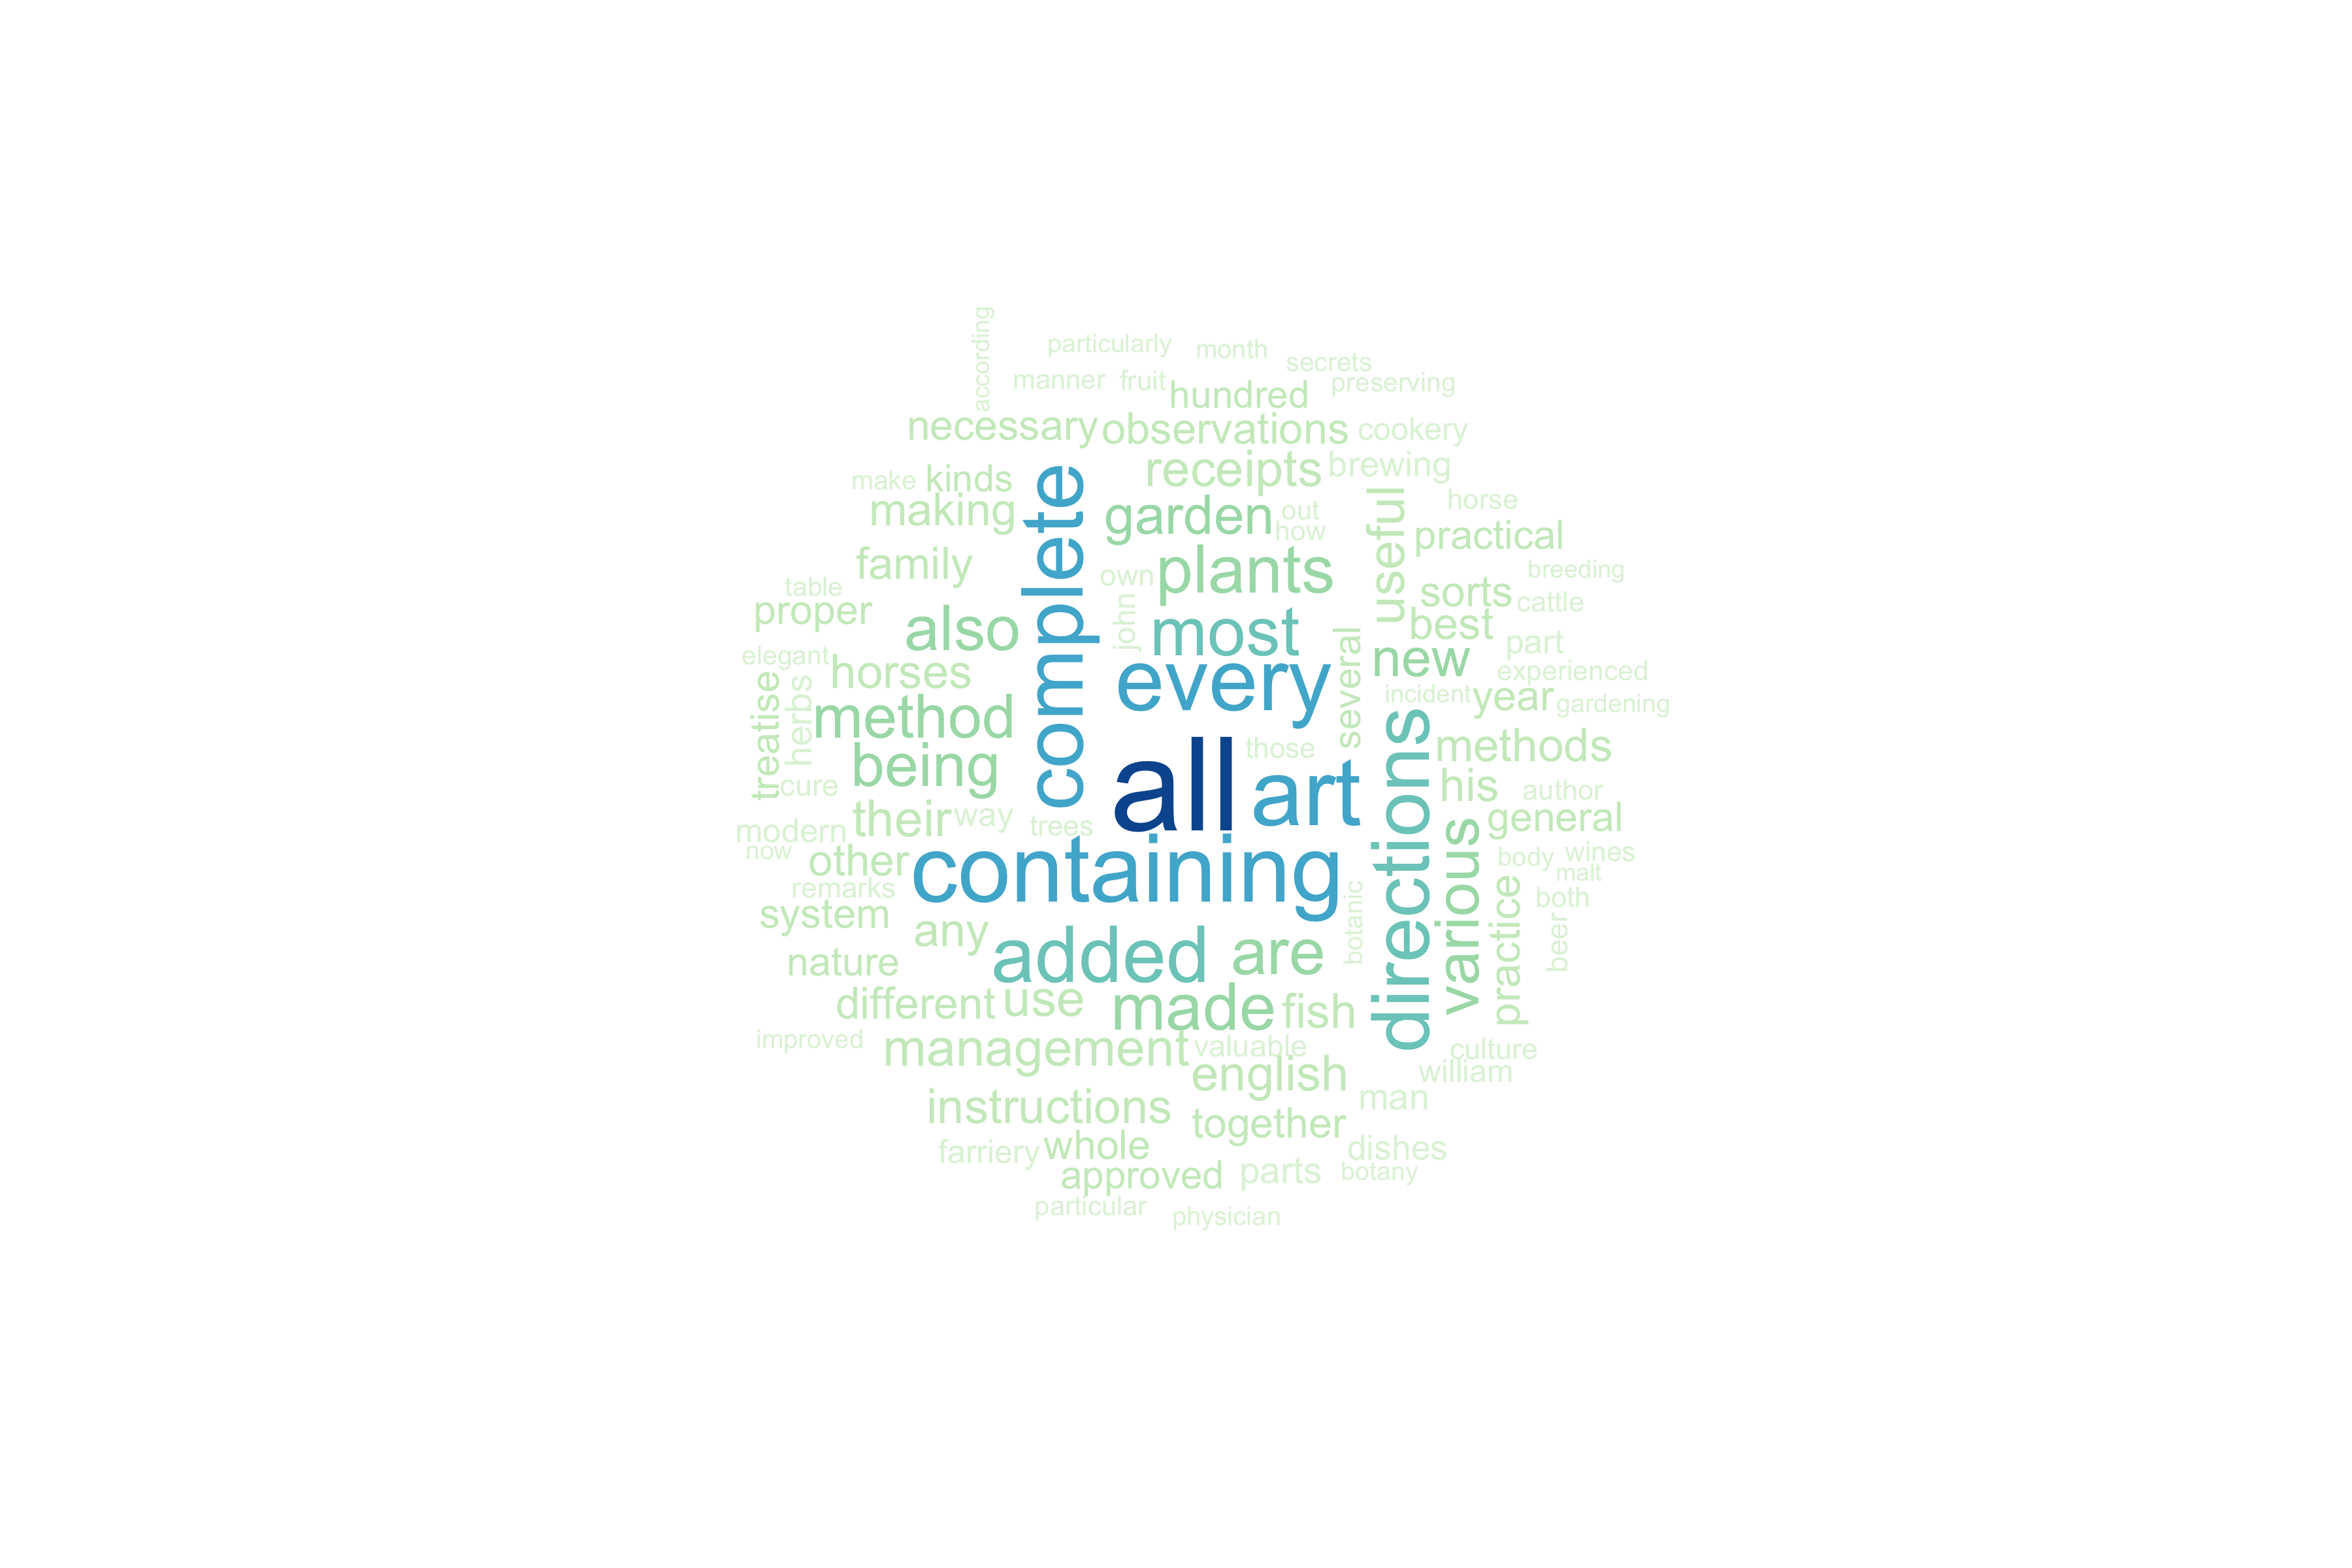 according
particularly
month
secrets
manner
fruit
hundred
preserving
necessary
observations
cookery
make
kinds
receipts
brewing
making
complete
garden
out
how
useful
horse
practical
family
own
plants
breeding
table
proper
john
sorts
cattle
also
most
best
part
elegant
horses
every
several
new
experienced
treatise
herbs
method
incident
year
gardening
being
those
directions
methods
cure
all
art
his
author
modern
their
way
trees
various
general
now
other
containing
body
wines
remarks
malt
system
any
added
are
botanic
practice
both
beer
nature
different
use
made
fish
improved
management
valuable
culture
english
william
instructions
together
man
farriery
whole
dishes
approved
parts
botany
particular
physician